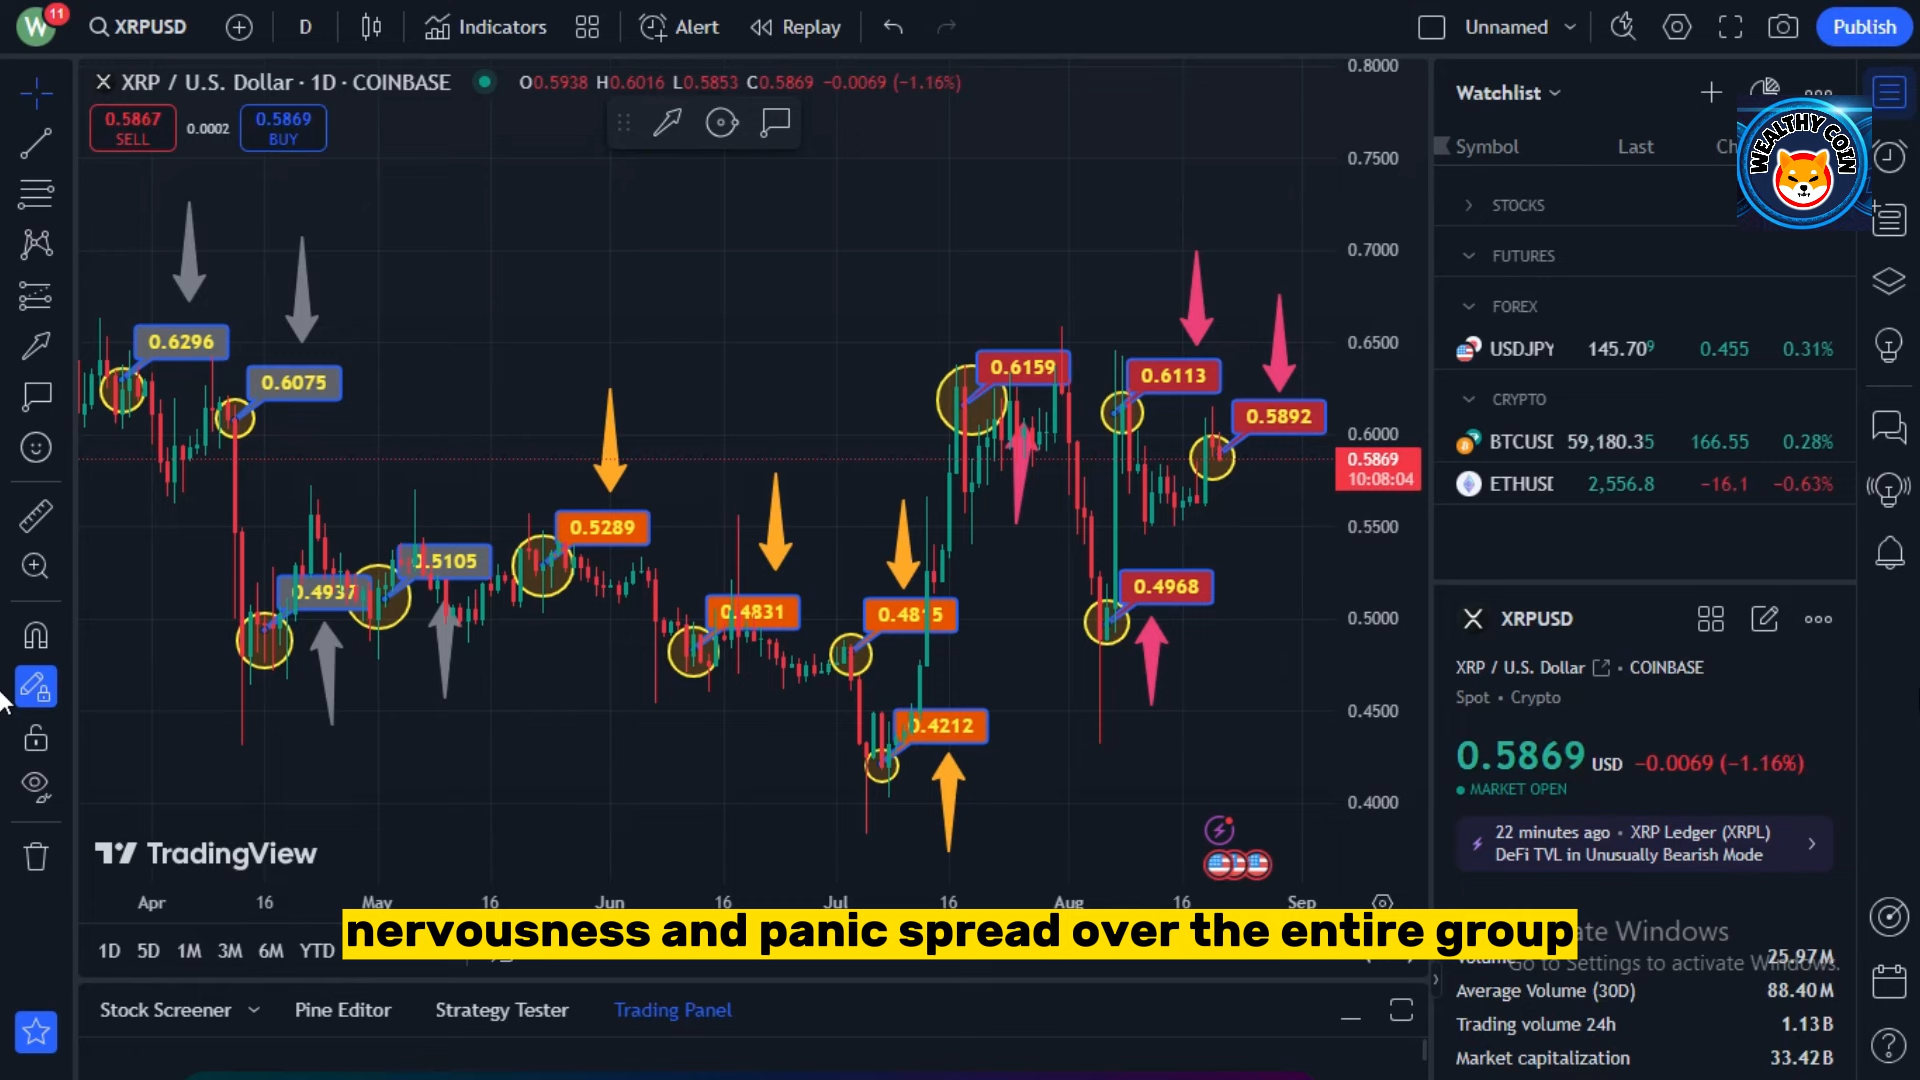 W
11
XRPUSD
D
Indicators
Alert
Replay
Unnamed
Publish
XRP / U.S. Dollar · 1D · COINBASE
O0.5938 H0.6016 L0.5853 C0.5869 −0.0069 (−1.16%)
0.5867
SELL
0.0002
0.5869
BUY
0.8000
0.7500
0.7000
0.6500
0.6000
0.5869
10:08:04
0.5500
0.5000
0.4500
0.4000
0.6296
0.6075
0.4937
0.5105
0.5289
0.4831
0.4815
0.4212
0.6159
0.6113
0.4968
0.5892
TradingView
Apr 16 May 16 Jun 16 Jul 16 Aug 16 Sep
nervousness and panic spread over the entire group
1D 5D 1M 3M 6M YTD
Stock Screener
Pine Editor
Strategy Tester
Trading Panel
Watchlist
WEALTHY COIN
Symbol Last
STOCKS
FUTURES
FOREX
USDJPY 145.709 0.455 0.31%
CRYPTO
BTCUSD 59,180.35 166.55 0.28%
ETHUSD 2,556.8 −16.1 −0.63%
XRPUSD
XRP / U.S. Dollar · COINBASE
Spot · Crypto
0.5869 USD −0.0069 (−1.16%)
MARKET OPEN
22 minutes ago · XRP Ledger (XRPL)
DeFi TVL in Unusually Bearish Mode
Windows
Go to Settings to activate Windows.
Volume 25.97M
Average Volume (30D) 88.40M
Trading volume 24h 1.13B
Market capitalization 33.42B